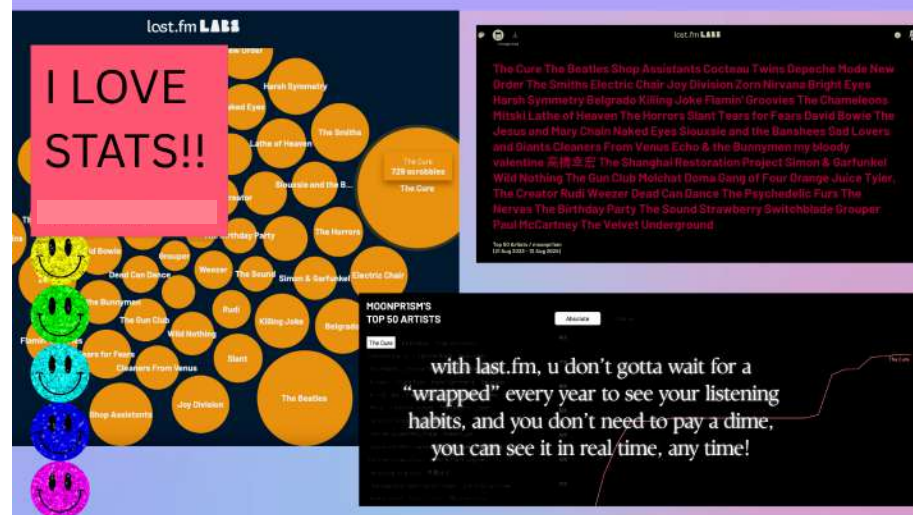 last.fm LABS
I LOVE
STATS!!
New Order
Harsh Symmetry
Naked Eyes
The Smiths
Lathe of Heaven
The Cure
729 scrobbles
The Cure
Siouxsie and the B...
The Birthday Party
The Horrors
Grouper
Dead Can Dance
Weezer
The Sound
Simon & Garfunkel
Electric Chair
the Bunnymen
The Gun Club
Rudi
Wild Nothing
Killing Joke
Belgrado
Slant
Cleaners From Venus
The Beatles
Shop Assistants
Joy Division
last.fm LABS
The Cure The Beatles Shop Assistants Cocteau Twins Depeche Mode New
Order The Smiths Electric Chair Joy Division Zorn Nirvana Bright Eyes
Harsh Symmetry Belgrado Killing Joke Flamin' Groovies The Chameleons
Mitski Lathe of Heaven The Horrors Slant Tears for Fears David Bowie The
Jesus and Mary Chain Naked Eyes Siouxsie and the Banshees Sad Lovers
and Giants Cleaners From Venus Echo & the Bunnymen my bloody
valentine 高橋幸宏 The Shanghai Restoration Project Simon & Garfunkel
Wild Nothing The Gun Club Molchat Doma Gang of Four Orange Juice Tyler,
The Creator Rudi Weezer Dead Can Dance The Psychedelic Furs The
Nerves The Birthday Party The Sound Strawberry Switchblade Grouper
Paul McCartney The Velvet Underground
MOONPR1SM'S
TOP 50 ARTISTS
Absolute
The Cure
The Cure
with last.fm, u don't gotta wait for a
“wrapped” every year to see your listening
habits, and you don't need to pay a dime,
you can see it in real time, any time!